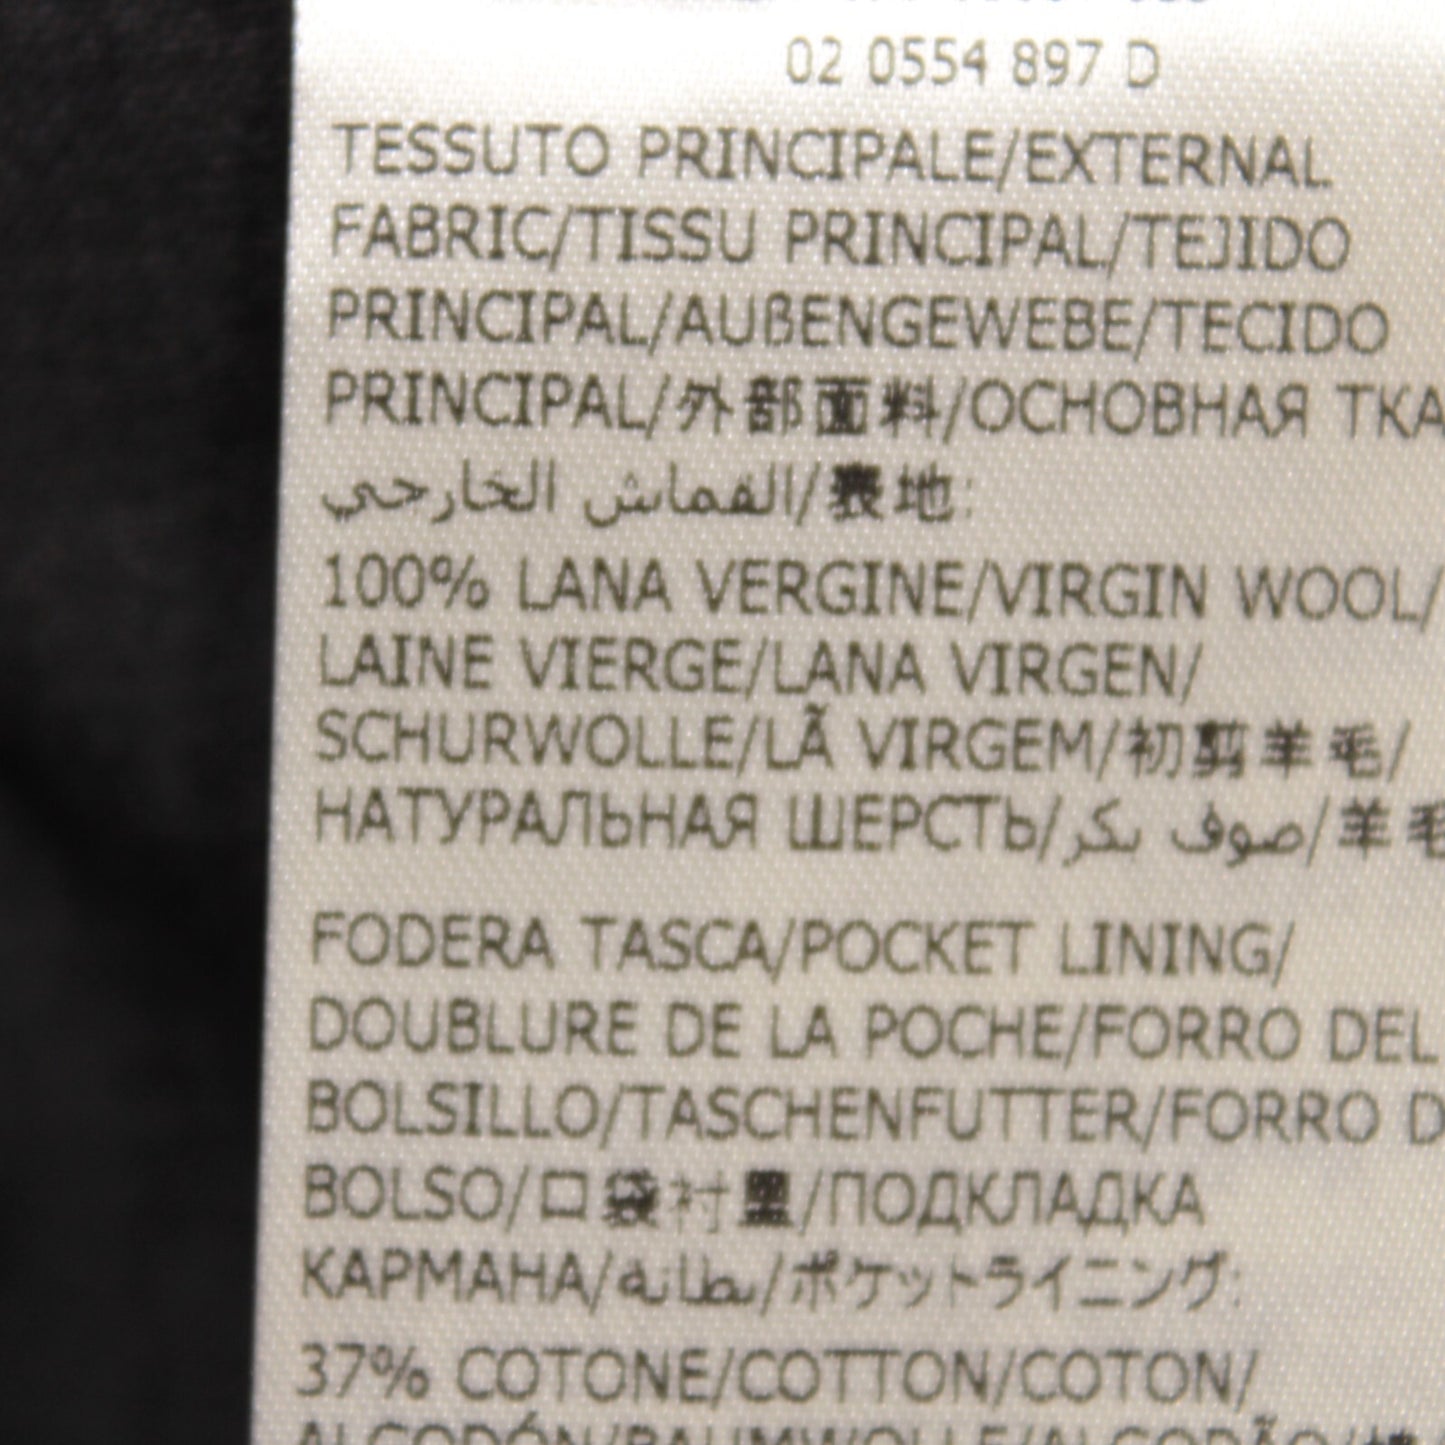 02 0554 897 D
TESSUTO PRINCIPALE/EXTERNAL
FABRIC/TISSU PRINCIPAL/TEJIDO
PRINCIPAL/AUßENGEWEBE/TECIDO
PRINCIPAL/外部面料/ОСНОВНАЯ ТКА
القماش الخارجي/表地:
100% LANA VERGINE/VIRGIN WOOL/
LAINE VIERGE/LANA VIRGEN/
SCHURWOLLE/LÃ VIRGEM/初剪羊毛/
НАТУРАЛЬНАЯ ШЕРСТЬ/صوف بكر/羊毛
FODERA TASCA/POCKET LINING/
DOUBLURE DE LA POCHE/FORRO DEL
BOLSILLO/TASCHENFUTTER/FORRO D
BOLSO/口袋衬里/ПОДКЛАДКА
КАРМАНА/بطانة/ポケットライニング:
37% COTONE/COTTON/COTON/
ALGODÓN/BAUMWOLLE/ALGODÃO/